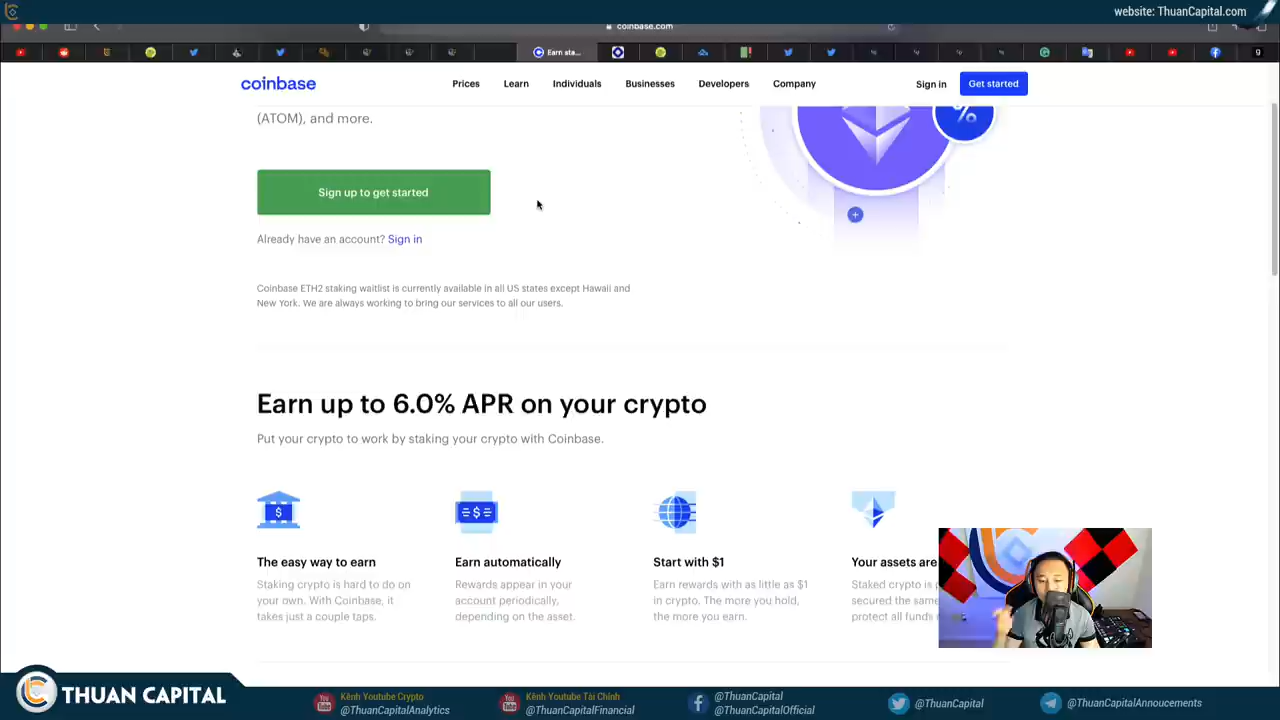 website: ThuanCapital.com
coinbase.com
Earn sta...
9
coinbase
Prices
Learn
Individuals
Businesses
Developers
Company
Sign in
Get started
(ATOM), and more.
%
Sign up to get started
Already have an account? Sign in
Coinbase ETH2 staking waitlist is currently available in all US states except Hawaii and
New York. We are always working to bring our services to all our users.
Earn up to 6.0% APR on your crypto
Put your crypto to work by staking your crypto with Coinbase.
The easy way to earn
Staking crypto is hard to do on
your own. With Coinbase, it
takes just a couple taps.
Earn automatically
Rewards appear in your
account periodically,
depending on the asset.
Start with $1
Earn rewards with as little as $1
in crypto. The more you hold,
the more you earn.
Your assets are
Staked crypto is
secured the same
protect all funds
THUAN CAPITAL
Kênh Youtube Crypto
@ThuanCapitalAnalytics
Kênh Youtube Tài Chính
@ThuanCapitalFinancial
@ThuanCapital
@ThuanCapitalOfficial
@ThuanCapital
@ThuanCapitalAnnoucements